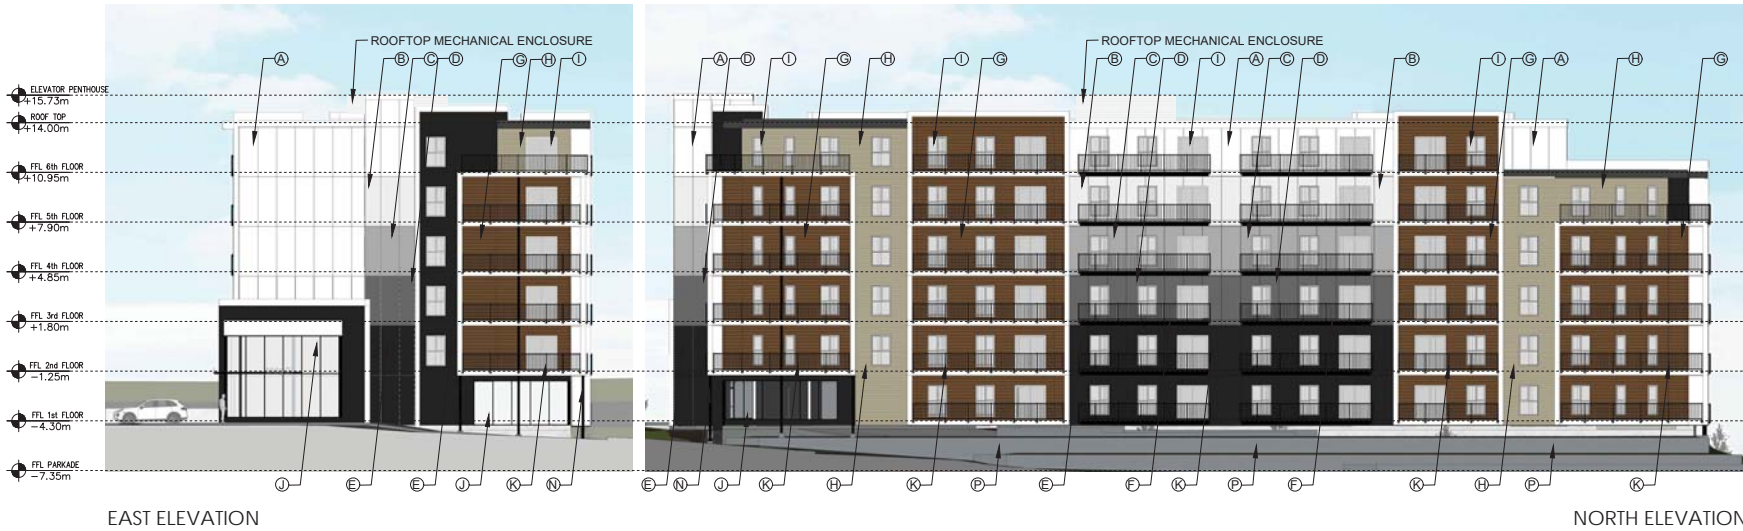 ROOFTOP MECHANICAL ENCLOSURE ROOFTOP MECHANICAL ENCLOSURE
A B C D G H I A D I G H I G B C D I A C D B I G A H G
ELEVATOR PENTHOUSE
+15.73m
ROOF TOP
+14.00m
FFL 6th FLOOR
+10.95m
FFL 5th FLOOR
+7.90m
FFL 4th FLOOR
+4.85m
FFL 3rd FLOOR
+1.80m
FFL 2nd FLOOR
−1.25m
FFL 1st FLOOR
−4.30m
FFL PARKADE
−7.35m
J E E J K N E N J K H K P E F K P F K H P K
EAST ELEVATION NORTH ELEVATION